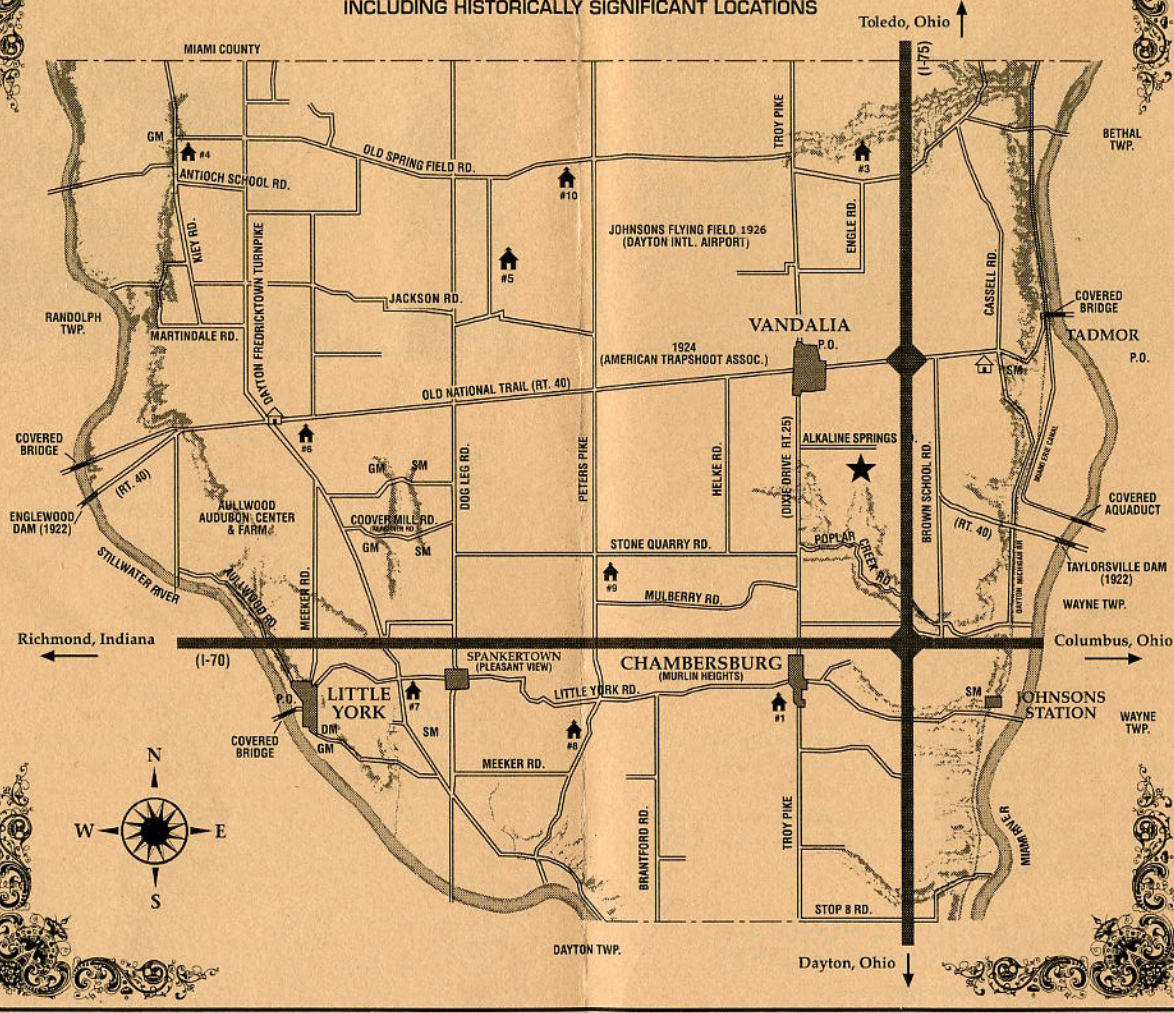 INCLUDING HISTORICALLY SIGNIFICANT LOCATIONS
Toledo, Ohio
(I-75)
MIAMI COUNTY
TROY PIKE
BETHAL
TWP.
GM
#4
OLD SPRING FIELD RD.
#3
ANTIOCH SCHOOL RD.
#10
KIEY RD.
DAYTON FREDRICKTOWN TURNPIKE
JOHNSONS FLYING FIELD 1926
(DAYTON INTL. AIRPORT)
ENGLE RD.
CASSELL RD.
#5
JACKSON RD.
COVERED
BRIDGE
RANDOLPH
TWP.
MARTINDALE RD.
VANDALIA
P.O.
TADMOR
P.O.
1924
(AMERICAN TRAPSHOOT ASSOC.)
SM
OLD NATIONAL TRAIL (RT. 40)
COVERED
BRIDGE
#6
DOG LEG RD.
PETERS PIKE
HELKE RD.
(DIXIE DRIVE RT.25)
ALKALINE SPRINGS
BROWN SCHOOL RD.
MIAMI ERIE CANAL
GM
SM
(RT. 40)
ENGLEWOOD
DAM (1922)
AULLWOOD
AUDUBON CENTER
& FARM
COOVER MILL RD.
GM
SM
COVERED
AQUADUCT
(RT. 40)
STONE QUARRY RD.
POPLAR CREEK RD.
STILLWATER RIVER
AULLWOOD RD.
MEEKER RD.
#9
MULBERRY RD.
DAYTON MICHIGAN RR
TAYLORSVILLE DAM
(1922)
WAYNE TWP.
Richmond, Indiana
(I-70)
Columbus, Ohio
SPANKERTOWN
(PLEASANT VIEW)
CHAMBERSBURG
(MURLIN HEIGHTS)
P.O.
LITTLE
YORK
#7
LITTLE YORK RD.
#1
SM
JOHNSONS
STATION
WAYNE
TWP.
COVERED
BRIDGE
DM
GM
SM
#8
MEEKER RD.
N
W
E
S
BRANTFORD RD.
TROY PIKE
MIAMI RIVER
STOP 8 RD.
DAYTON TWP.
Dayton, Ohio